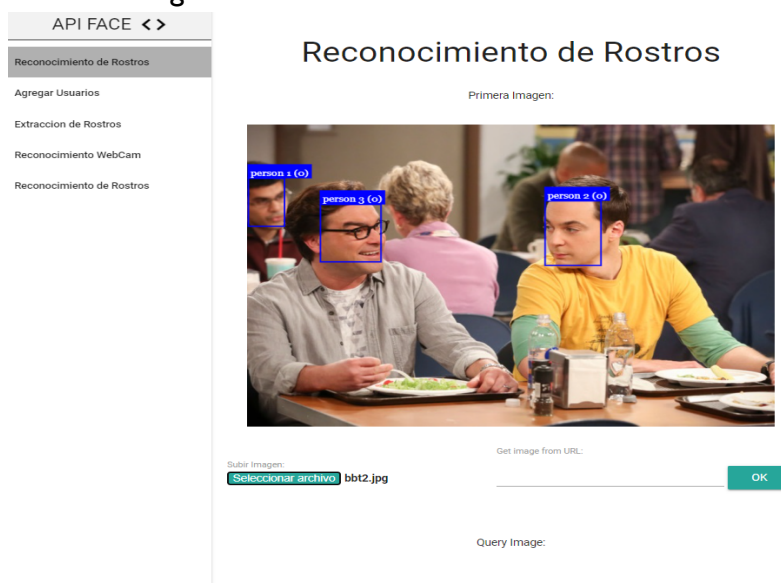 API FACE <>
Reconocimiento de Rostros
Agregar Usuarios
Extraccion de Rostros
Reconocimiento WebCam
Reconocimiento de Rostros
Reconocimiento de Rostros
Primera Imagen:
person 1 (0)
person 3 (0)
person 2 (0)
Get image from URL:
Subir Imagen:
Seleccionar archivo bbt2.jpg
OK
Query Image: